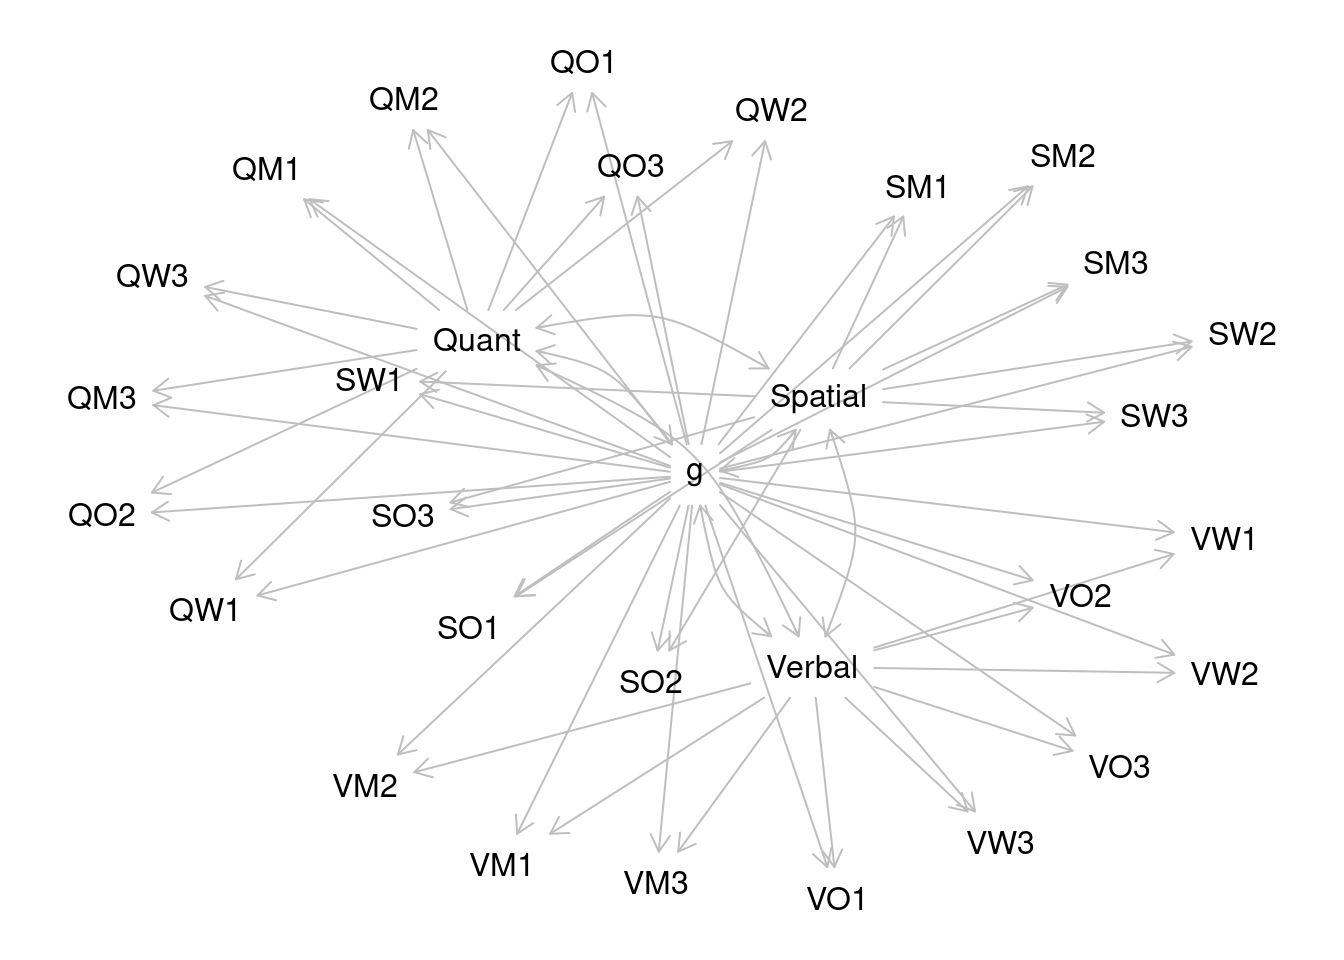 QO1
QM2
QW2
QO3
SM2
QM1
SM1
SM3
QW3
SW2
Quant
SW1
Spatial
QM3
SW3
g
QO2
SO3
VW1
VO2
QW1
SO1
Verbal
VW2
SO2
VO3
VM2
VW3
VM1
VM3
VO1